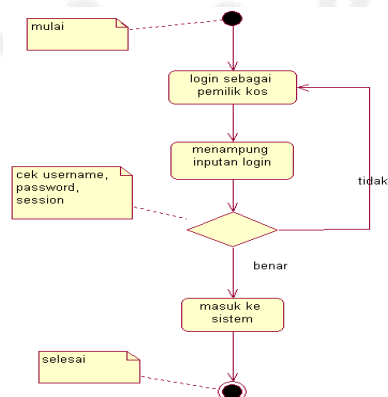 mulai
login sebagai
pemilik kos
menampung
inputan login
cek username,
password,
session
tidak
benar
masuk ke
sistem
selesai